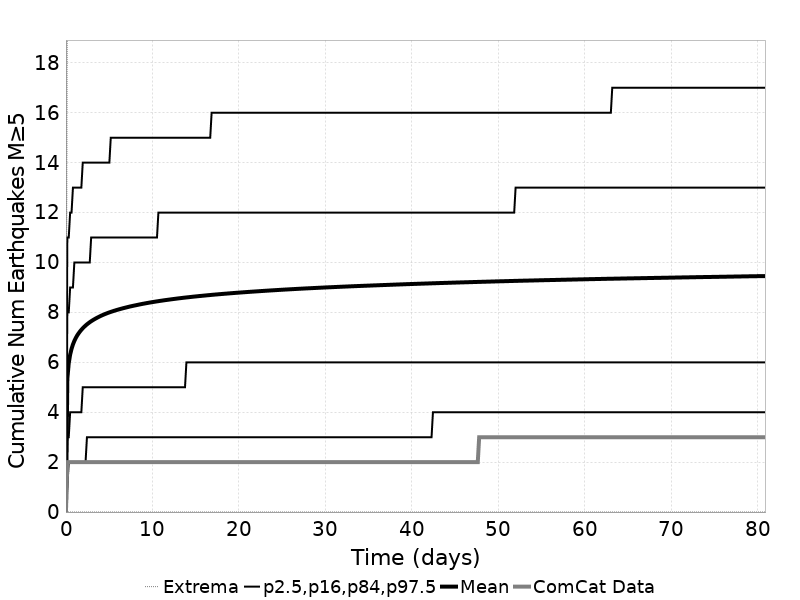 Cumulative Num Earthquakes M≥5
18
16
14
12
10
8
6
4
2
0
0 10 20 30 40 50 60 70 80
Time (days)
Extrema p2.5,p16,p84,p97.5 Mean ComCat Data